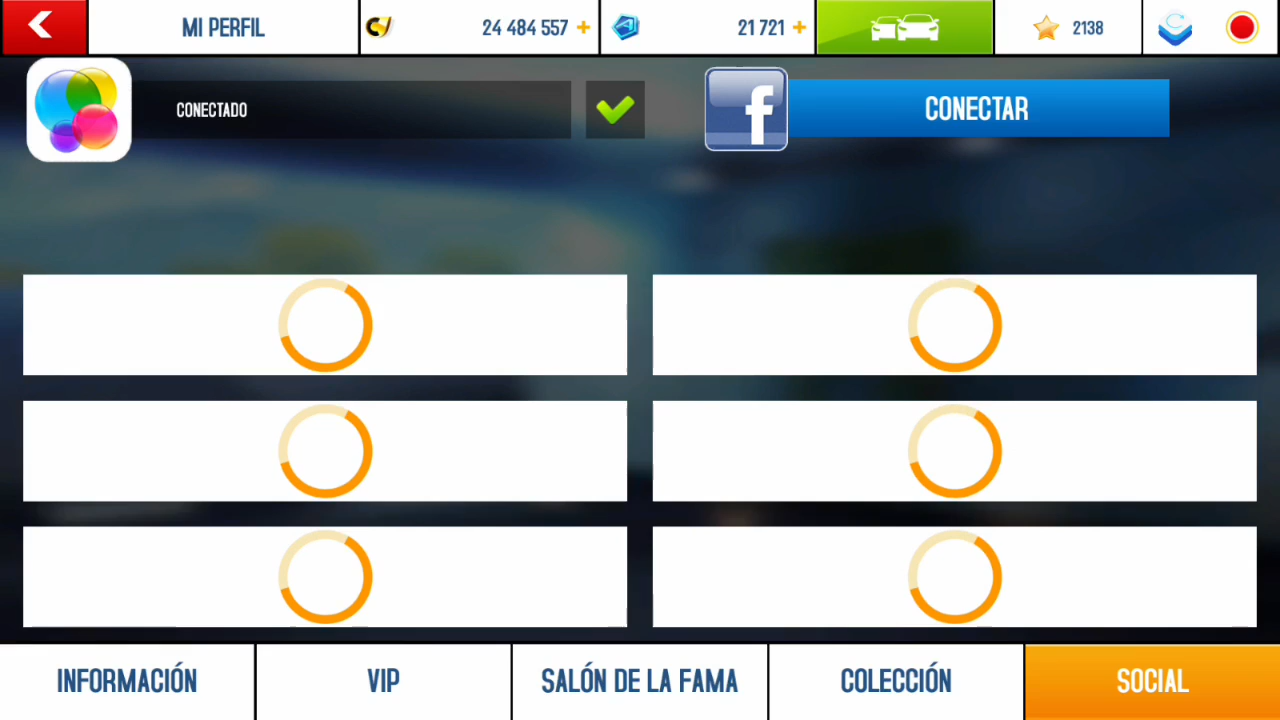 MI PERFIL
24 484 557 +
21 721 +
2138
CONECTADO
f
CONECTAR
INFORMACIÓN
VIP
SALÓN DE LA FAMA
COLECCIÓN
SOCIAL